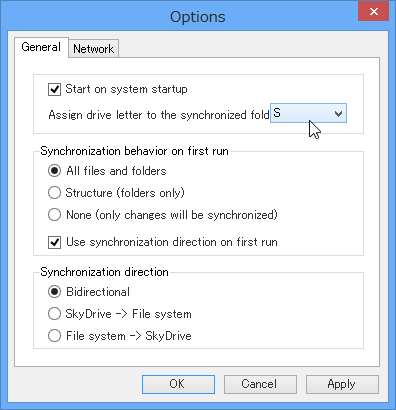 Options
General
Network
Start on system startup
Assign drive letter to the synchronized fold
S
Synchronization behavior on first run
All files and folders
Structure (folders only)
None (only changes will be synchronized)
Use synchronization direction on first run
Synchronization direction
Bidirectional
SkyDrive -> File system
File system -> SkyDrive
OK
Cancel
Apply